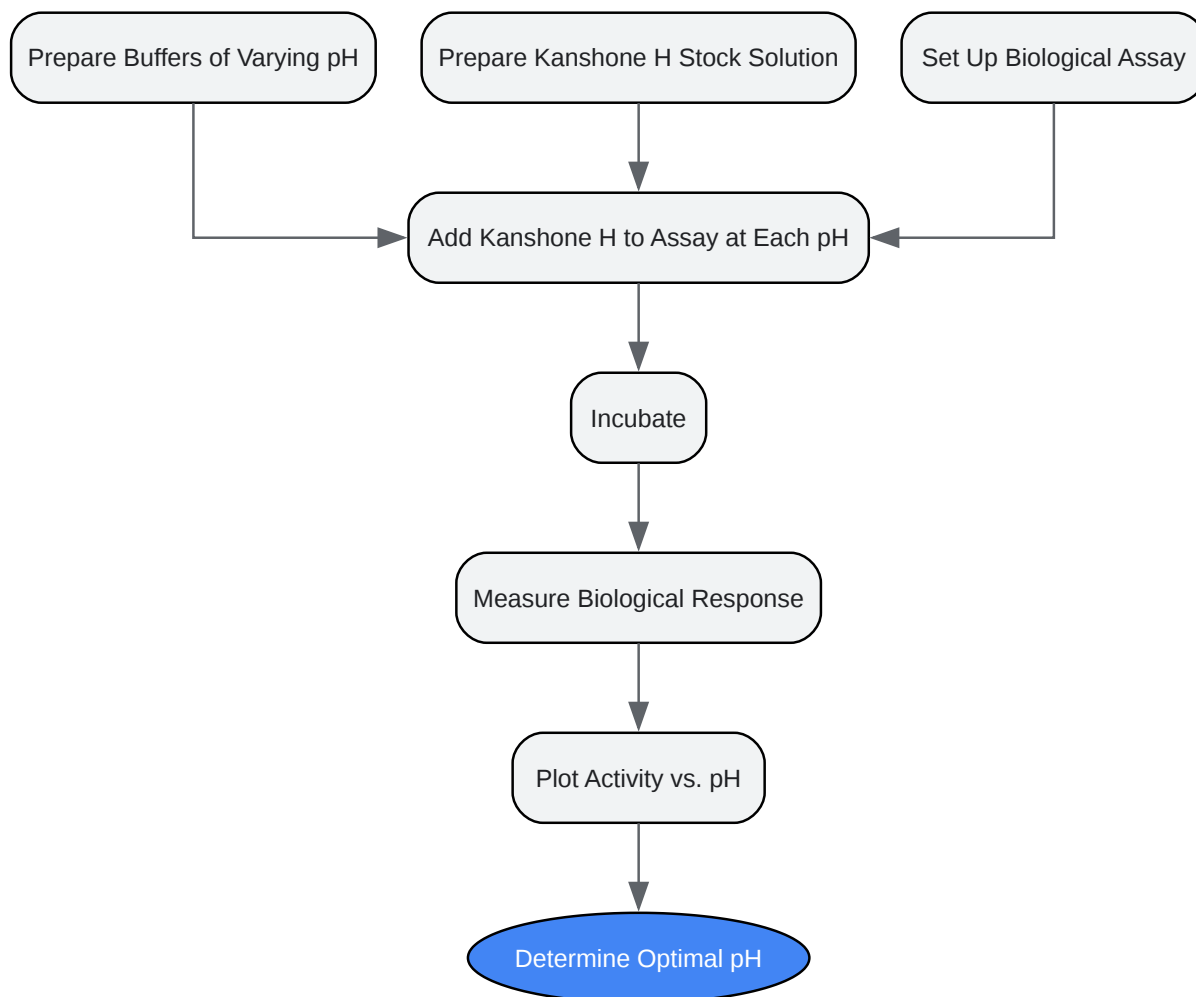 Prepare Buffers of Varying pH
Prepare Kanshone H Stock Solution
Set Up Biological Assay
Add Kanshone H to Assay at Each pH
Incubate
Measure Biological Response
Plot Activity vs. pH
Determine Optimal pH